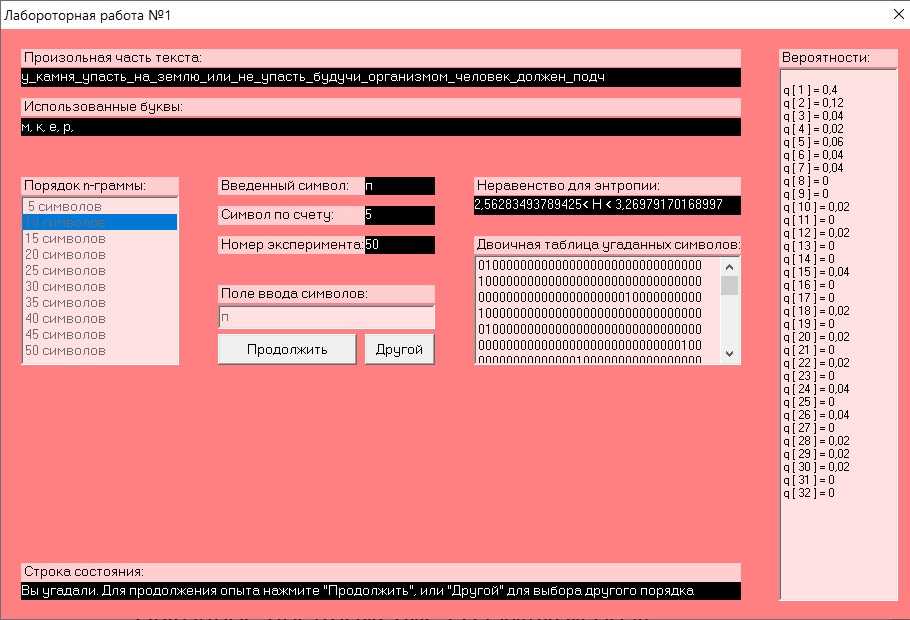 Лабороторная работа №1
Произольная часть текста:
у_камня_упасть_на_землю_или_не_упасть_будучи_организмом_человек_должен_подч
Использованные буквы:
м, к, е, р,
Порядок n-граммы:
5 символов
10 символов
15 символов
20 символов
25 символов
30 символов
35 символов
40 символов
45 символов
50 символов
Введенный символ: п
Символ по счету: 5
Номер эксперимента: 50
Поле ввода символов:
п
Продолжить
Другой
Неравенство для энтропии:
2,56283493789425< H < 3,26979170168997
Двоичная таблица угаданных символов:
01000000000000000000000000000000
10000000000000000000000000000000
00000000000000000000010000000000
10000000000000000000000000000000
01000000000000000000000000000000
00000000000000000000000000000100
Вероятности:
q [ 1 ] = 0,4
q [ 2 ] = 0,12
q [ 3 ] = 0,04
q [ 4 ] = 0,02
q [ 5 ] = 0,06
q [ 6 ] = 0,04
q [ 7 ] = 0,04
q [ 8 ] = 0
q [ 9 ] = 0
q [ 10 ] = 0,02
q [ 11 ] = 0
q [ 12 ] = 0,02
q [ 13 ] = 0
q [ 14 ] = 0
q [ 15 ] = 0,04
q [ 16 ] = 0
q [ 17 ] = 0
q [ 18 ] = 0,02
q [ 19 ] = 0
q [ 20 ] = 0,02
q [ 21 ] = 0
q [ 22 ] = 0,02
q [ 23 ] = 0
q [ 24 ] = 0,04
q [ 25 ] = 0
q [ 26 ] = 0,04
q [ 27 ] = 0
q [ 28 ] = 0,02
q [ 29 ] = 0,02
q [ 30 ] = 0,02
q [ 31 ] = 0
q [ 32 ] = 0
Строка состояния:
Вы угадали. Для продолжения опыта нажмите "Продолжить", или "Другой" для выбора другого порядка